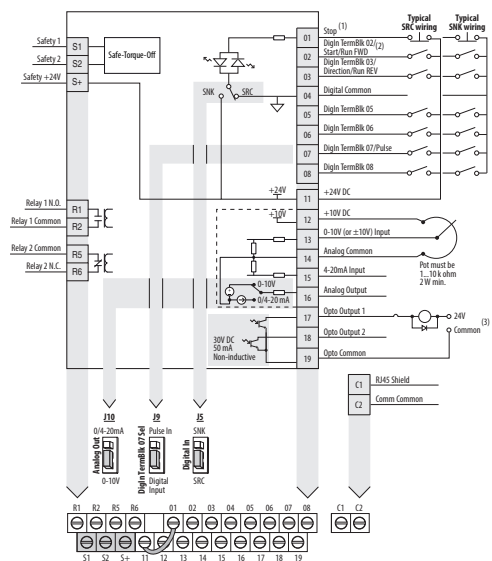 Typical SRC wiring
Typical SNK wiring
Safety 1
S1
Safety 2
S2
Safety +24V
S+
Safe-Torque-Off
SNK
SRC
01
Stop (1)
02
DigIn TermBlk 02/ (2)
Start/Run FWD
03
DigIn TermBlk 03/
Direction/Run REV
04
Digital Common
05
DigIn TermBlk 05
06
DigIn TermBlk 06
07
DigIn TermBlk 07/Pulse
08
DigIn TermBlk 08
+24V
11
+24V DC
+10V
12
+10V DC
13
0-10V (or ±10V) Input
14
Analog Common
15
4-20mA Input
16
Analog Output
0-10V
0/4-20 mA
Pot must be
1...10 k ohm
2 W min.
17
Opto Output 1
18
Opto Output 2
19
Opto Common
24V
Common (3)
30V DC
50 mA
Non-inductive
Relay 1 N.O.
R1
Relay 1 Common
R2
Relay 2 Common
R5
Relay 2 N.C.
R6
C1
RJ45 Shield
C2
Comm Common
J10
Analog Out
0/4-20mA
0-10V
J9
DigIn TermBlk 07 Sel
Pulse In
Digital
Input
J5
Digital In
SNK
SRC
R1 R2 R5 R6 01 02 03 04 05 06 07 08 C1 C2
S1 S2 S+ 11 12 13 14 15 16 17 18 19